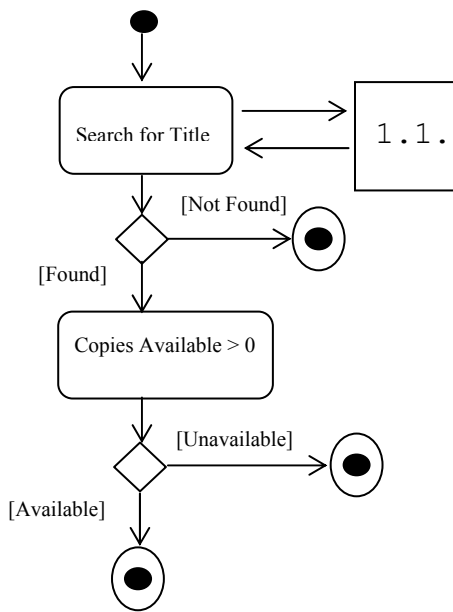 Search for Title
1.1.
[Not Found]
[Found]
Copies Available > 0
[Unavailable]
[Available]